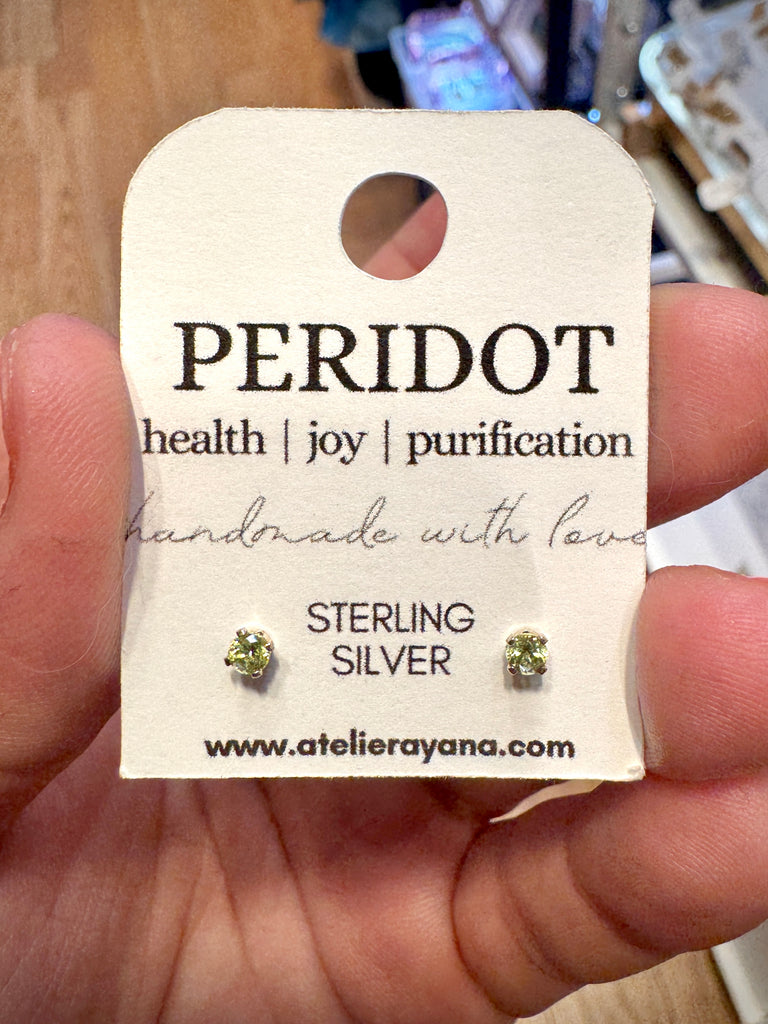 PERIDOT
health | joy | purification
handmade with love
STERLING
SILVER
www.atelierayana.com